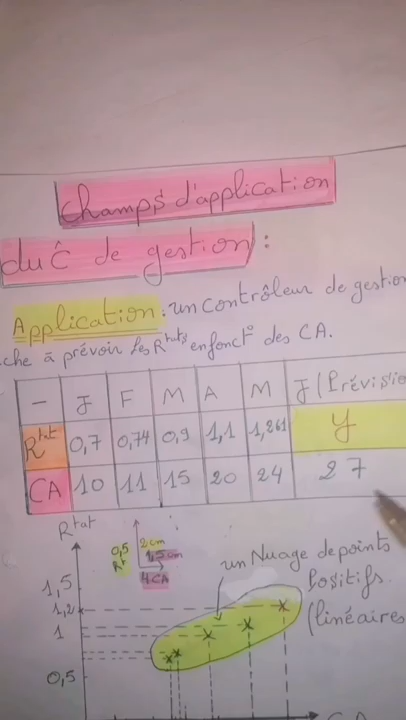 Champs d'application
du Ĉ de gestion :
Application : un contrôleur de gestion
che à prévoir les Rtats en fonct° des CA.
— J F M A M J (Prévision
Rtat 0,7 0,74 0,9 1,1 1,261 Y
CA 10 11 15 20 24 27
Rtat
0,5 2cm
Rt 1,5cm
4CA
un Nuage de points
positifs
(linéaires
1,5
1,2
1
0,5